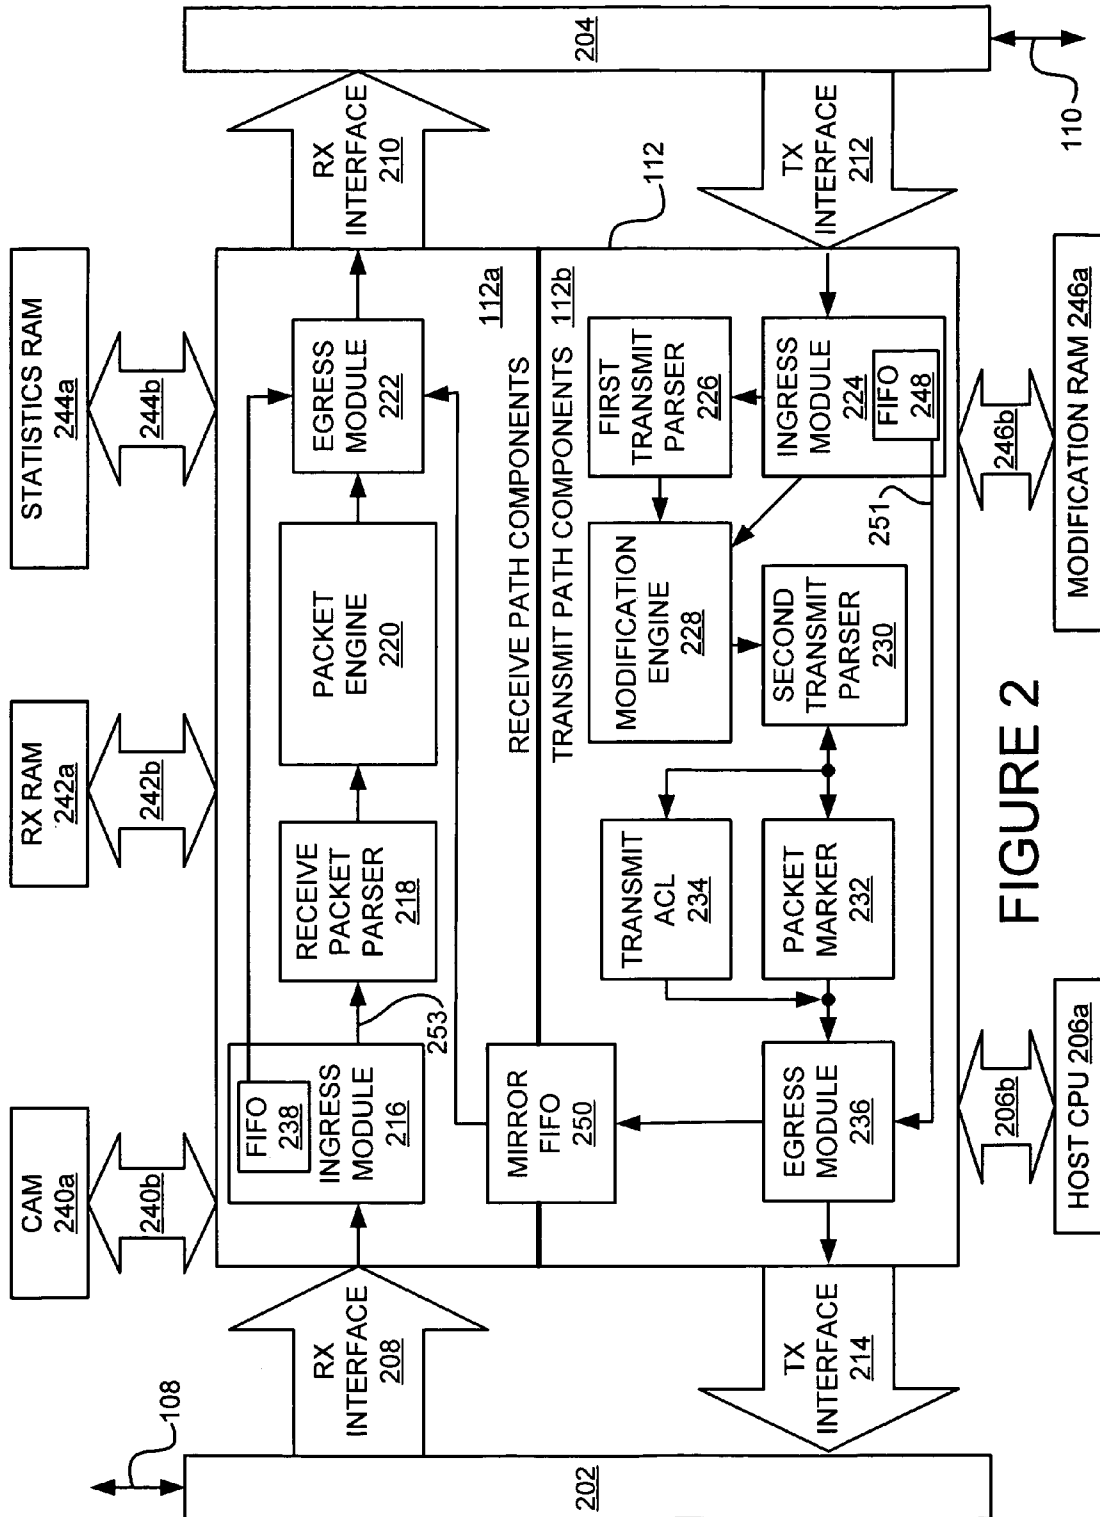 CAM
240a
RX RAM
242a
STATISTICS RAM
244a
240b
242b
244b
108
202
RX
INTERFACE
208
FIFO
238
INGRESS
MODULE
216
253
RECEIVE
PACKET
PARSER
218
PACKET
ENGINE
220
EGRESS
MODULE
222
RX
INTERFACE
210
204
112a
RECEIVE PATH COMPONENTS
TRANSMIT PATH COMPONENTS
112b
112
MIRROR
FIFO
250
TRANSMIT
ACL
234
MODIFICATION
ENGINE
228
FIRST
TRANSMIT
PARSER
226
TX
INTERFACE
214
EGRESS
MODULE
236
PACKET
MARKER
232
SECOND
TRANSMIT
PARSER
230
INGRESS
MODULE
224
FIFO
248
251
TX
INTERFACE
212
110
206b
246b
HOST CPU 206a
MODIFICATION RAM 246a
FIGURE 2